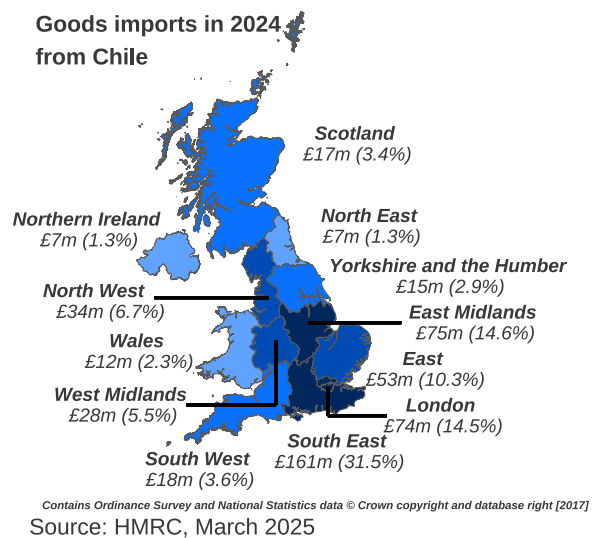 Goods imports in 2024
from Chile
Scotland
£17m (3.4%)
Northern Ireland
£7m (1.3%)
North East
£7m (1.3%)
Yorkshire and the Humber
£15m (2.9%)
North West
£34m (6.7%)
East Midlands
£75m (14.6%)
Wales
£12m (2.3%)
East
£53m (10.3%)
West Midlands
£28m (5.5%)
London
£74m (14.5%)
South East
£161m (31.5%)
South West
£18m (3.6%)
Contains Ordnance Survey and National Statistics data © Crown copyright and database right [2017]
Source: HMRC, March 2025